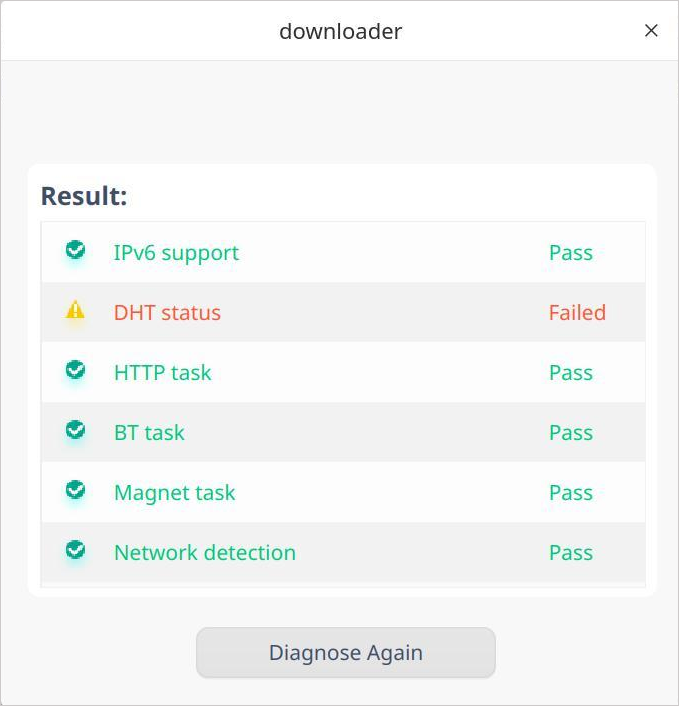 downloader
Result:
IPv6 support Pass
DHT status Failed
HTTP task Pass
BT task Pass
Magnet task Pass
Network detection Pass
Diagnose Again